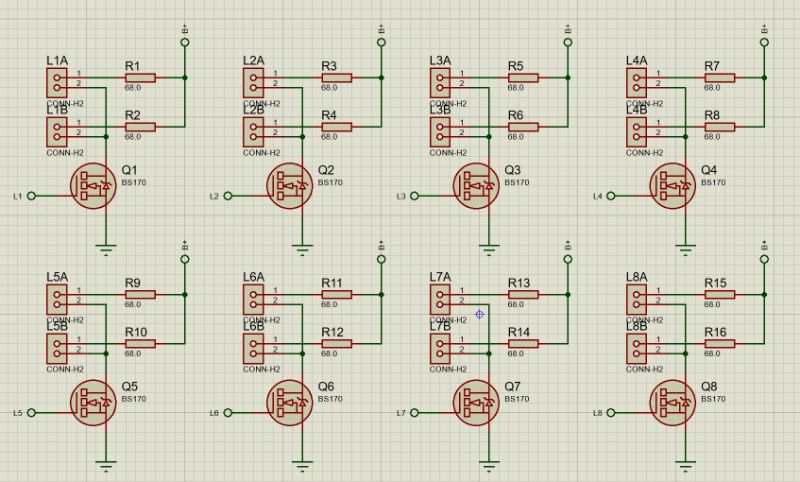 B+ B+ B+ B+
L1A R1 L2A R3 L3A R5 L4A R7
1 1 1 1
2 68.0 2 68.0 2 68.0 2 68.0
CONN-H2 CONN-H2 CONN-H2 CONN-H2
L1B R2 L2B R4 L3B R6 L4B R8
1 1 1 1
2 68.0 2 68.0 2 68.0 2 68.0
CONN-H2 CONN-H2 CONN-H2 CONN-H2
Q1 Q2 Q3 Q4
BS170 BS170 BS170 BS170
L1 L2 L3 L4
B+ B+ B+ B+
L5A R9 L6A R11 L7A R13 L8A R15
1 1 1 1
2 68.0 2 68.0 2 68.0 2 68.0
CONN-H2 CONN-H2 CONN-H2 CONN-H2
L5B R10 L6B R12 L7B R14 L8B R16
1 1 1 1
2 68.0 2 68.0 2 68.0 2 68.0
CONN-H2 CONN-H2 CONN-H2 CONN-H2
Q5 Q6 Q7 Q8
BS170 BS170 BS170 BS170
L5 L6 L7 L8